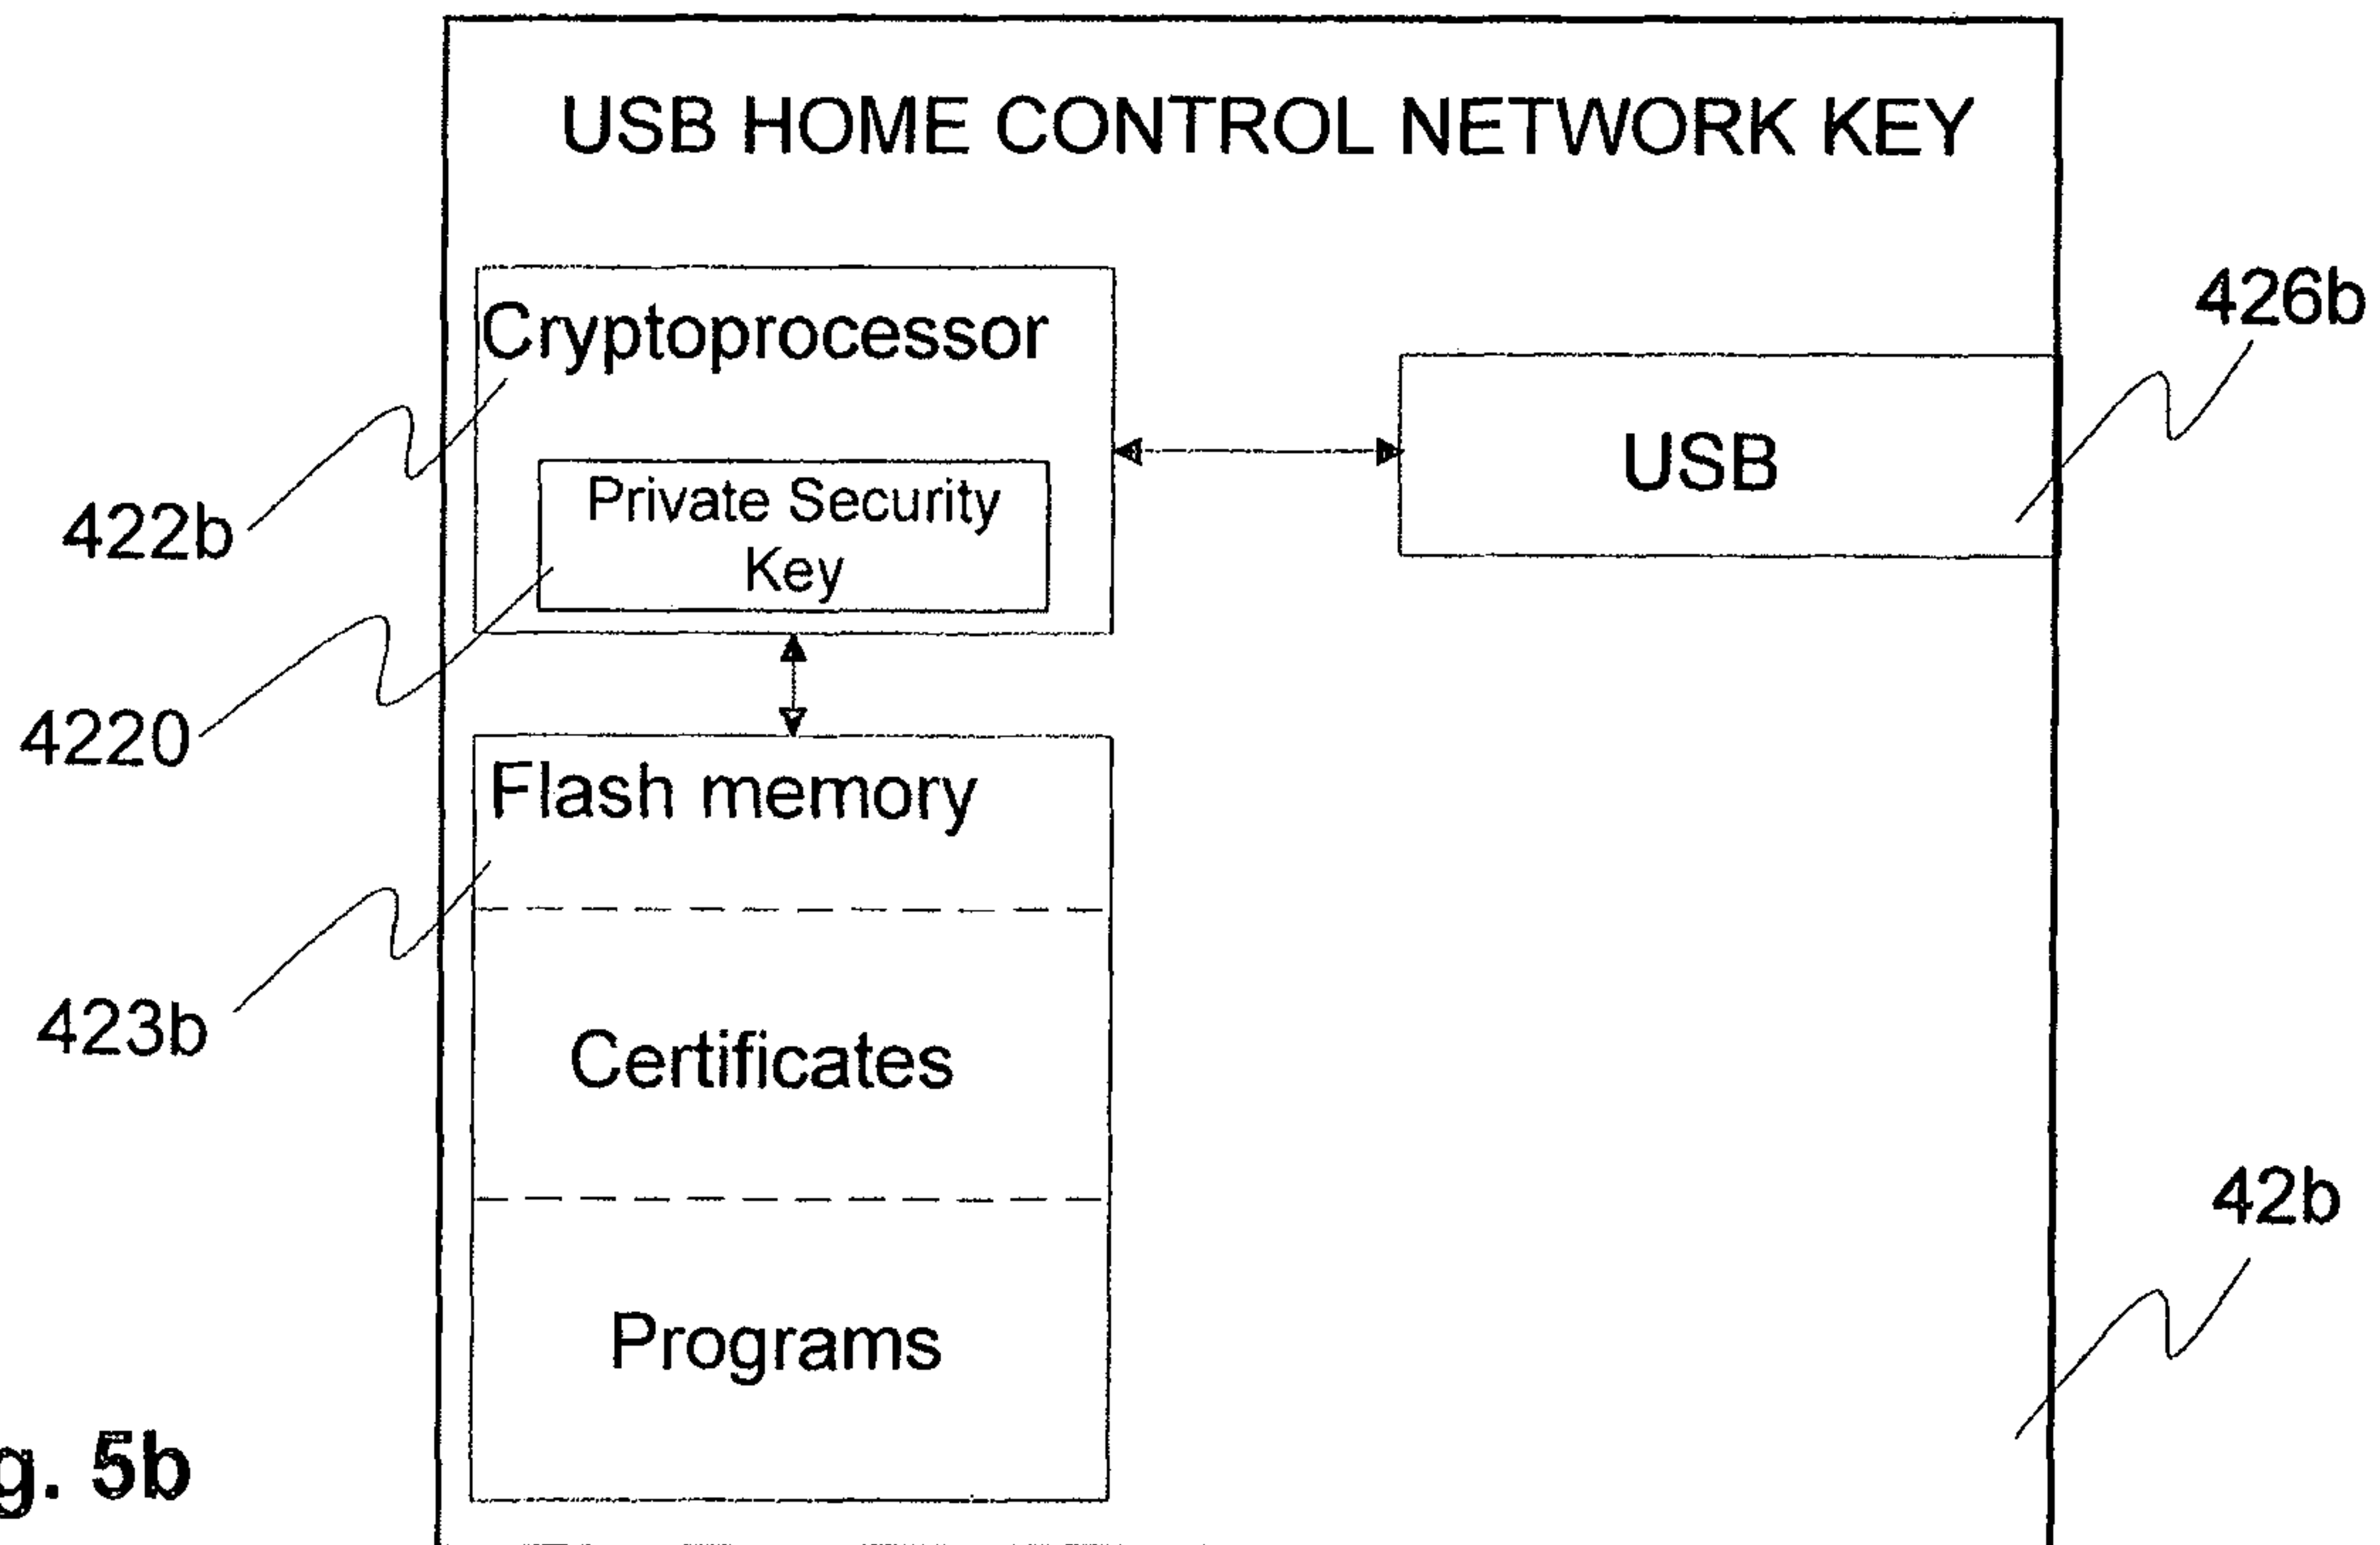 USB HOME CONTROL NETWORK KEY
Cryptoprocessor
426b
USB
Private Security
Key
422b
4220
Flash memory
423b
Certificates
42b
Programs
g. 5b